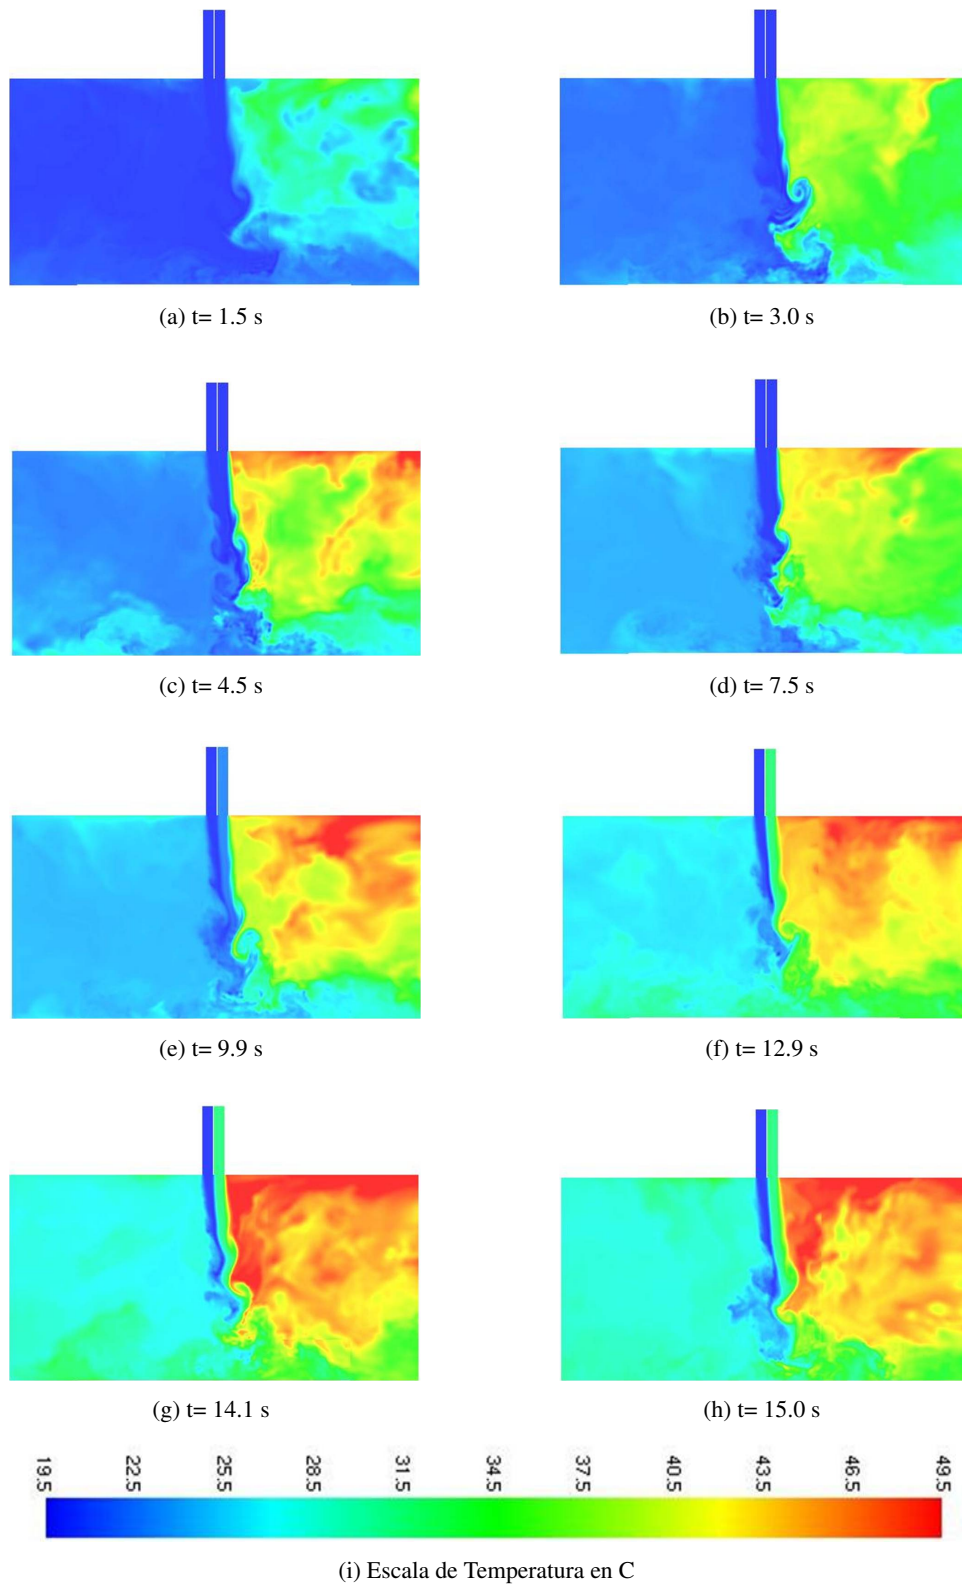 (a) t= 1.5 s
(b) t= 3.0 s
(c) t= 4.5 s
(d) t= 7.5 s
(e) t= 9.9 s
(f) t= 12.9 s
(g) t= 14.1 s
(h) t= 15.0 s
19.5 22.5 25.5 28.5 31.5 34.5 37.5 40.5 43.5 46.5 49.5
(i) Escala de Temperatura en C